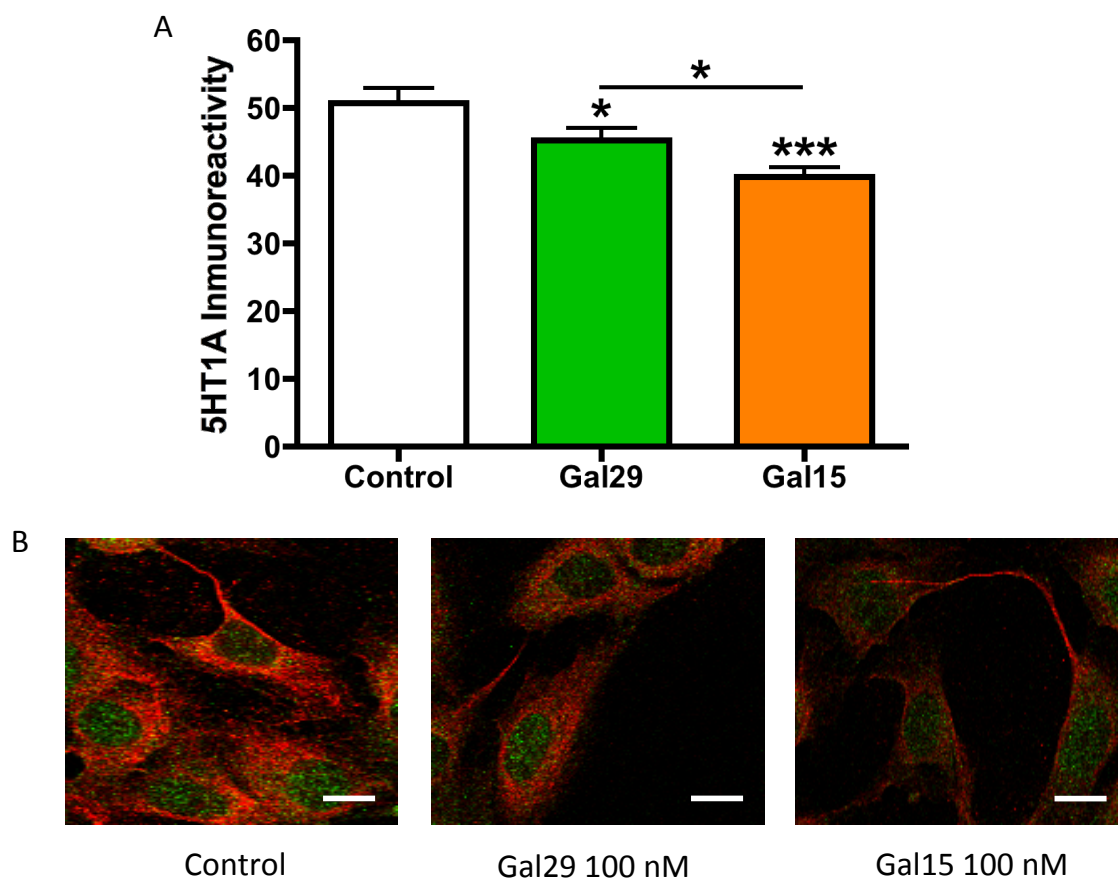 A
5HT1A Inmunoreactivity
60
50
40
30
20
10
0
*
*
***
Control
Gal29
Gal15
B
Control
Gal29 100 nM
Gal15 100 nM